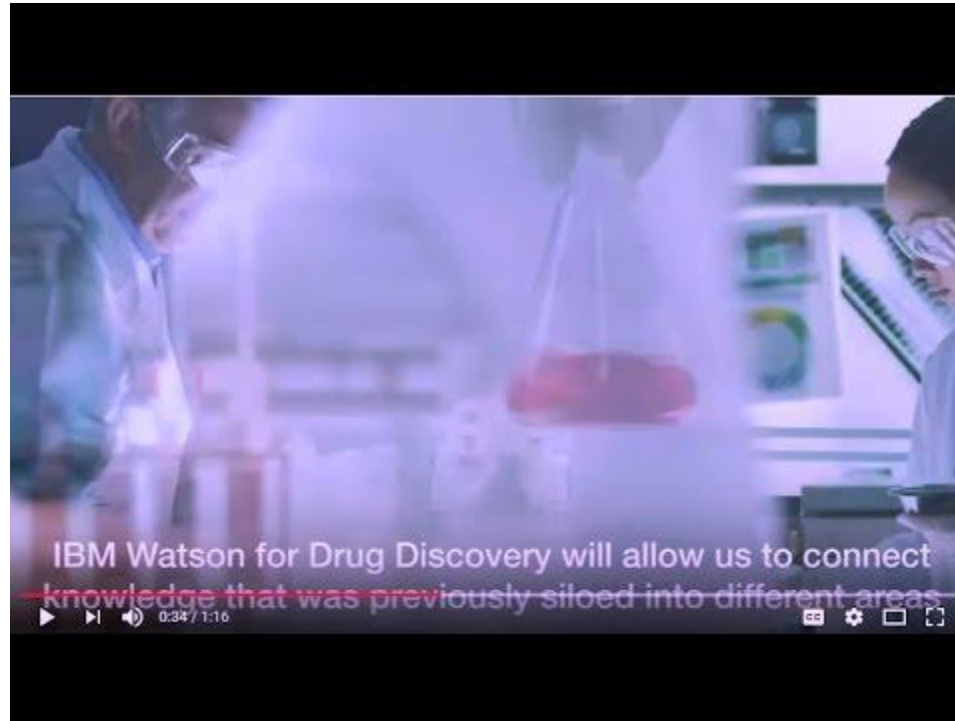 IBM Watson for Drug Discovery will allow us to connect
knowledge that was previously siloed into different areas
0:34 / 1:16
CC